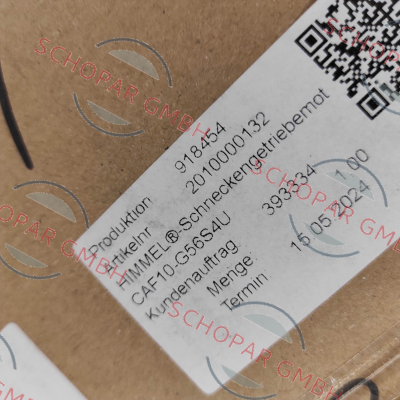 Produktion 918454
Artikelnr 2010000132
HIMMEL®-Schneckengetriebemot
CAF10-G56S4U
Kundenauftrag 393334
Menge: 1,00
Termin 15.05.2024
SCHOPAR GMBH
SCHOPAR GMBH
SCHOPAR GMBH
SCHOPAR GMBH